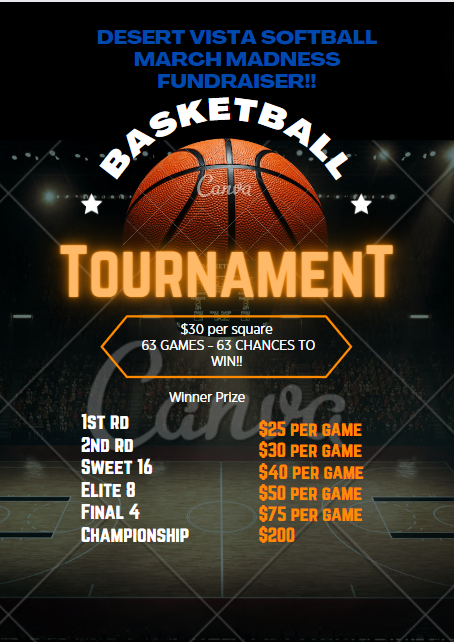 DESERT VISTA SOFTBALL
MARCH MADNESS
FUNDRAISER!!
BASKETBALL
Canva
TOURNAMENT
$30 per square
63 GAMES - 63 CHANCES TO
WIN!!
Canva
Winner Prize
1ST RD $25 PER GAME
2ND RD $30 PER GAME
SWEET 16 $40 PER GAME
ELITE 8 $50 PER GAME
FINAL 4 $75 PER GAME
CHAMPIONSHIP $200